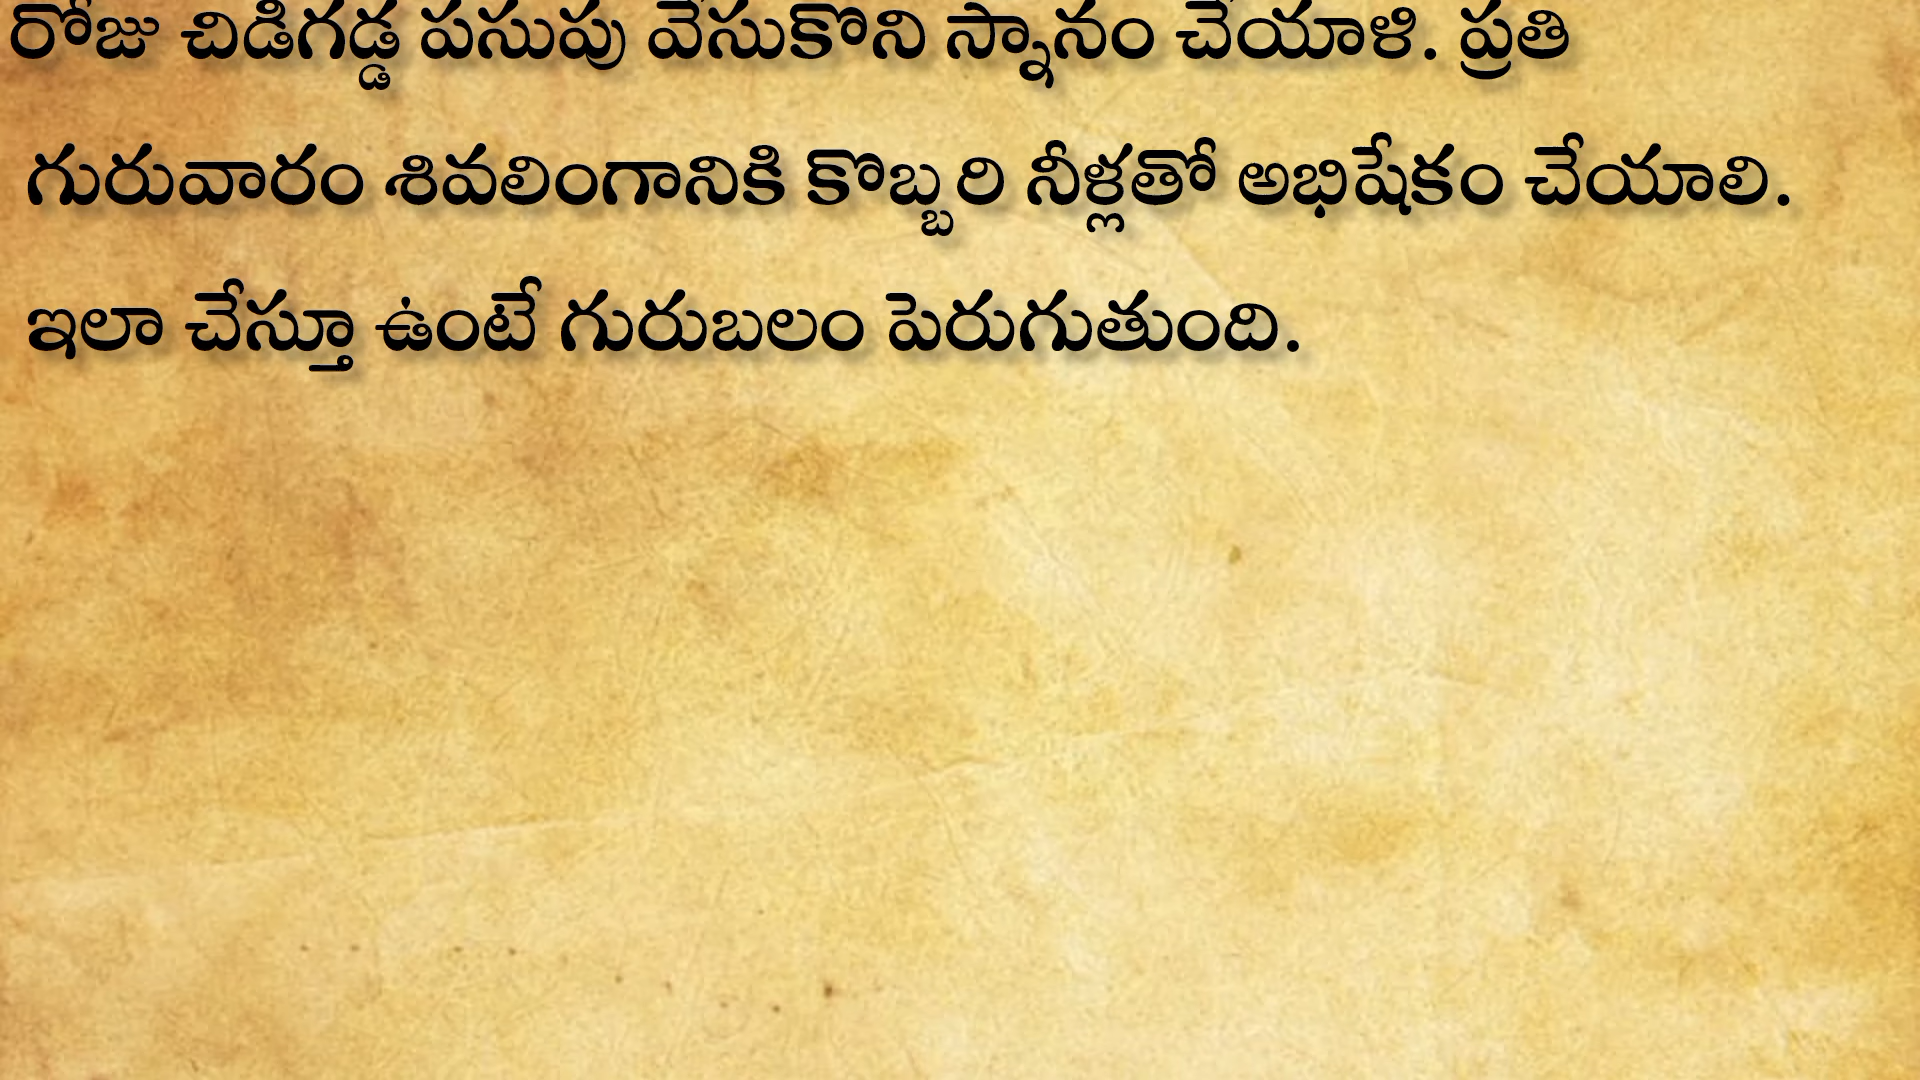 రోజు చిడిగడ్డ పసుపు వేసుకొని స్నానం చేయాళి. ప్రతి
గురువారం శివలింగానికి కొబ్బరి నీళ్లతో అభిషేకం చేయాలి.
ఇలా చేస్తూ ఉంటే గురుబలం పెరుగుతుంది.